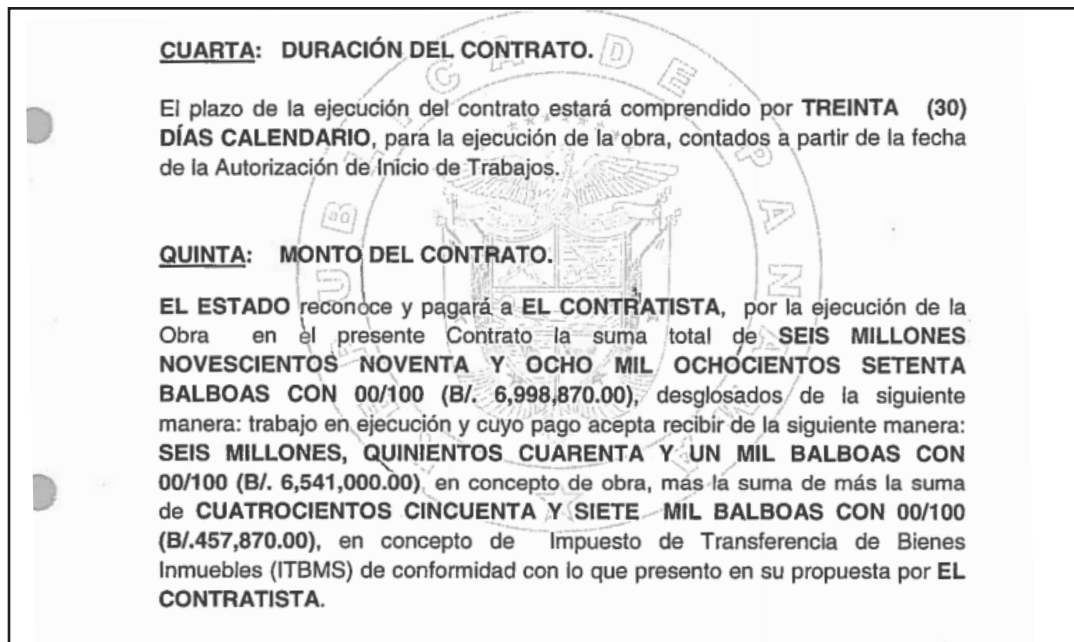 CUARTA: DURACIÓN DEL CONTRATO.
El plazo de la ejecución del contrato estará comprendido por TREINTA (30)
DÍAS CALENDARIO, para la ejecución de la obra, contados a partir de la fecha
de la Autorización de Inicio de Trabajos.
QUINTA: MONTO DEL CONTRATO.
EL ESTADO reconoce y pagará a EL CONTRATISTA, por la ejecución de la
Obra en el presente Contrato la suma total de SEIS MILLONES
NOVESCIENTOS NOVENTA Y OCHO MIL OCHOCIENTOS SETENTA
BALBOAS CON 00/100 (B/. 6,998,870.00), desglosados de la siguiente
manera: trabajo en ejecución y cuyo pago acepta recibir de la siguiente manera:
SEIS MILLONES, QUINIENTOS CUARENTA Y UN MIL BALBOAS CON
00/100 (B/. 6,541,000.00) en concepto de obra, más la suma de más la suma
de CUATROCIENTOS CINCUENTA Y SIETE MIL BALBOAS CON 00/100
(B/.457,870.00), en concepto de Impuesto de Transferencia de Bienes
Inmuebles (ITBMS) de conformidad con lo que presento en su propuesta por EL
CONTRATISTA.
REPUBLICA DE PANAMA